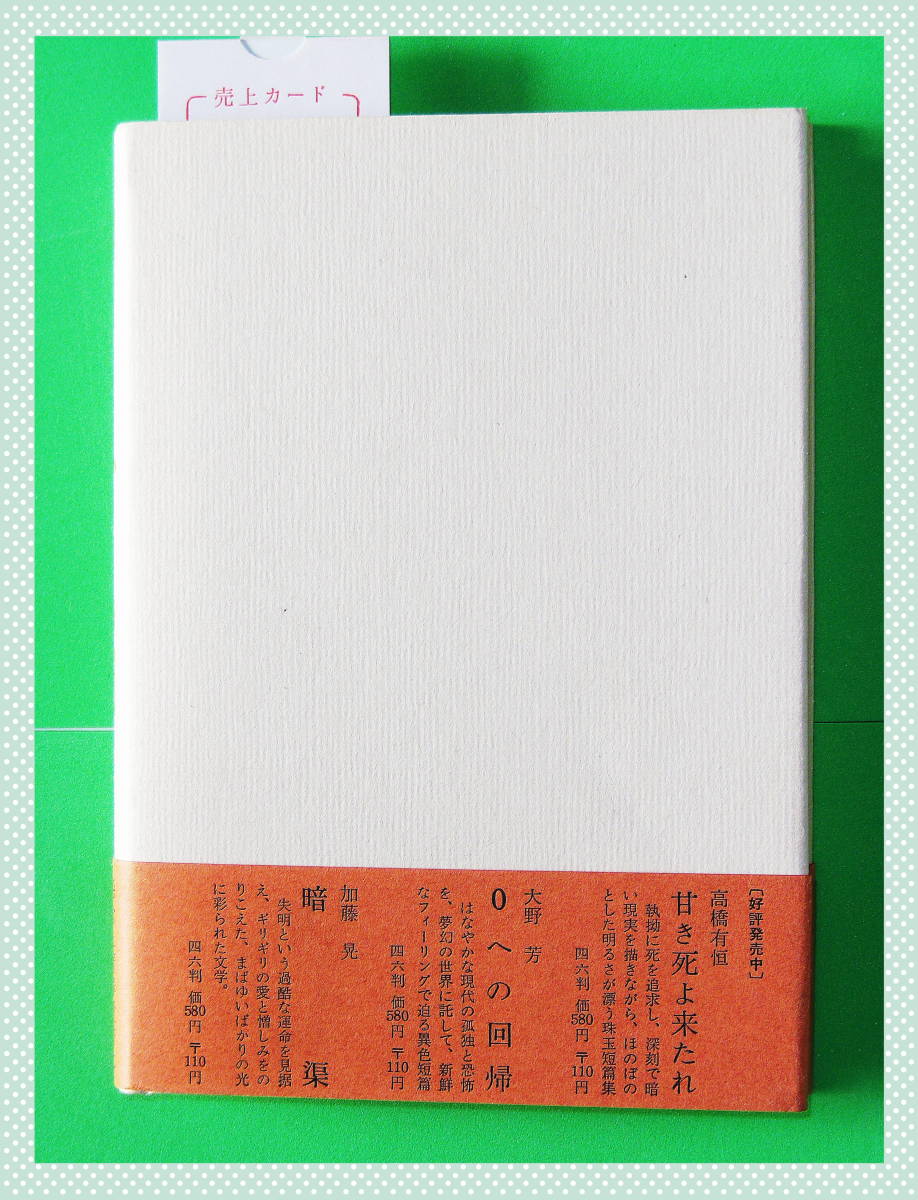 売上カード
［好評発売中］
高橋有恒
甘き死よ来たれ
執拗に死を追求し、深刻で暗
い現実を描きながら、ほのぼの
とした明るさが漂う珠玉短篇集
四六判 価580円 〒110円
大野 芳
0への回帰
はなやかな現代の孤独と恐怖
を、夢幻の世界に託して、新鮮
なフィーリングで迫る異色短篇
四六判 価580円 〒110円
加藤 晃
暗渠
失明という過酷な運命を見据
え、ギリギリの愛と憎しみをの
りこえた、まばゆいばかりの光
に彩られた文学。
四六判 価580円 〒110円